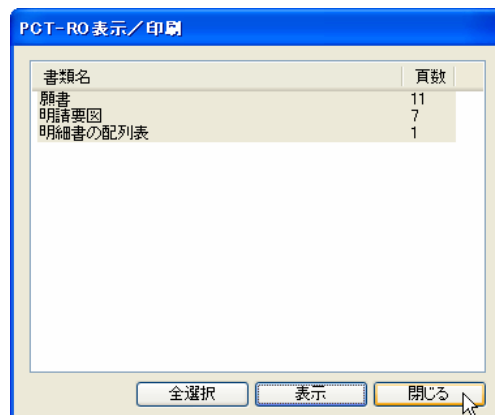 PCT-RO表示/印刷
書類名 頁数
願書 11
明請要図 7
明細書の配列表 1
全選択 表示 閉じる